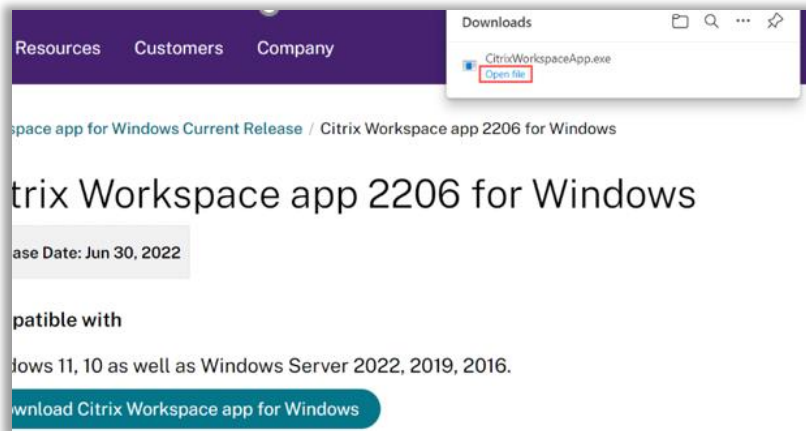 Resources Customers Company
Downloads
CitrixWorkspaceApp.exe
Open file
space app for Windows Current Release / Citrix Workspace app 2206 for Windows
trix Workspace app 2206 for Windows
ase Date: Jun 30, 2022
patible with
dows 11, 10 as well as Windows Server 2022, 2019, 2016.
ownload Citrix Workspace app for Windows